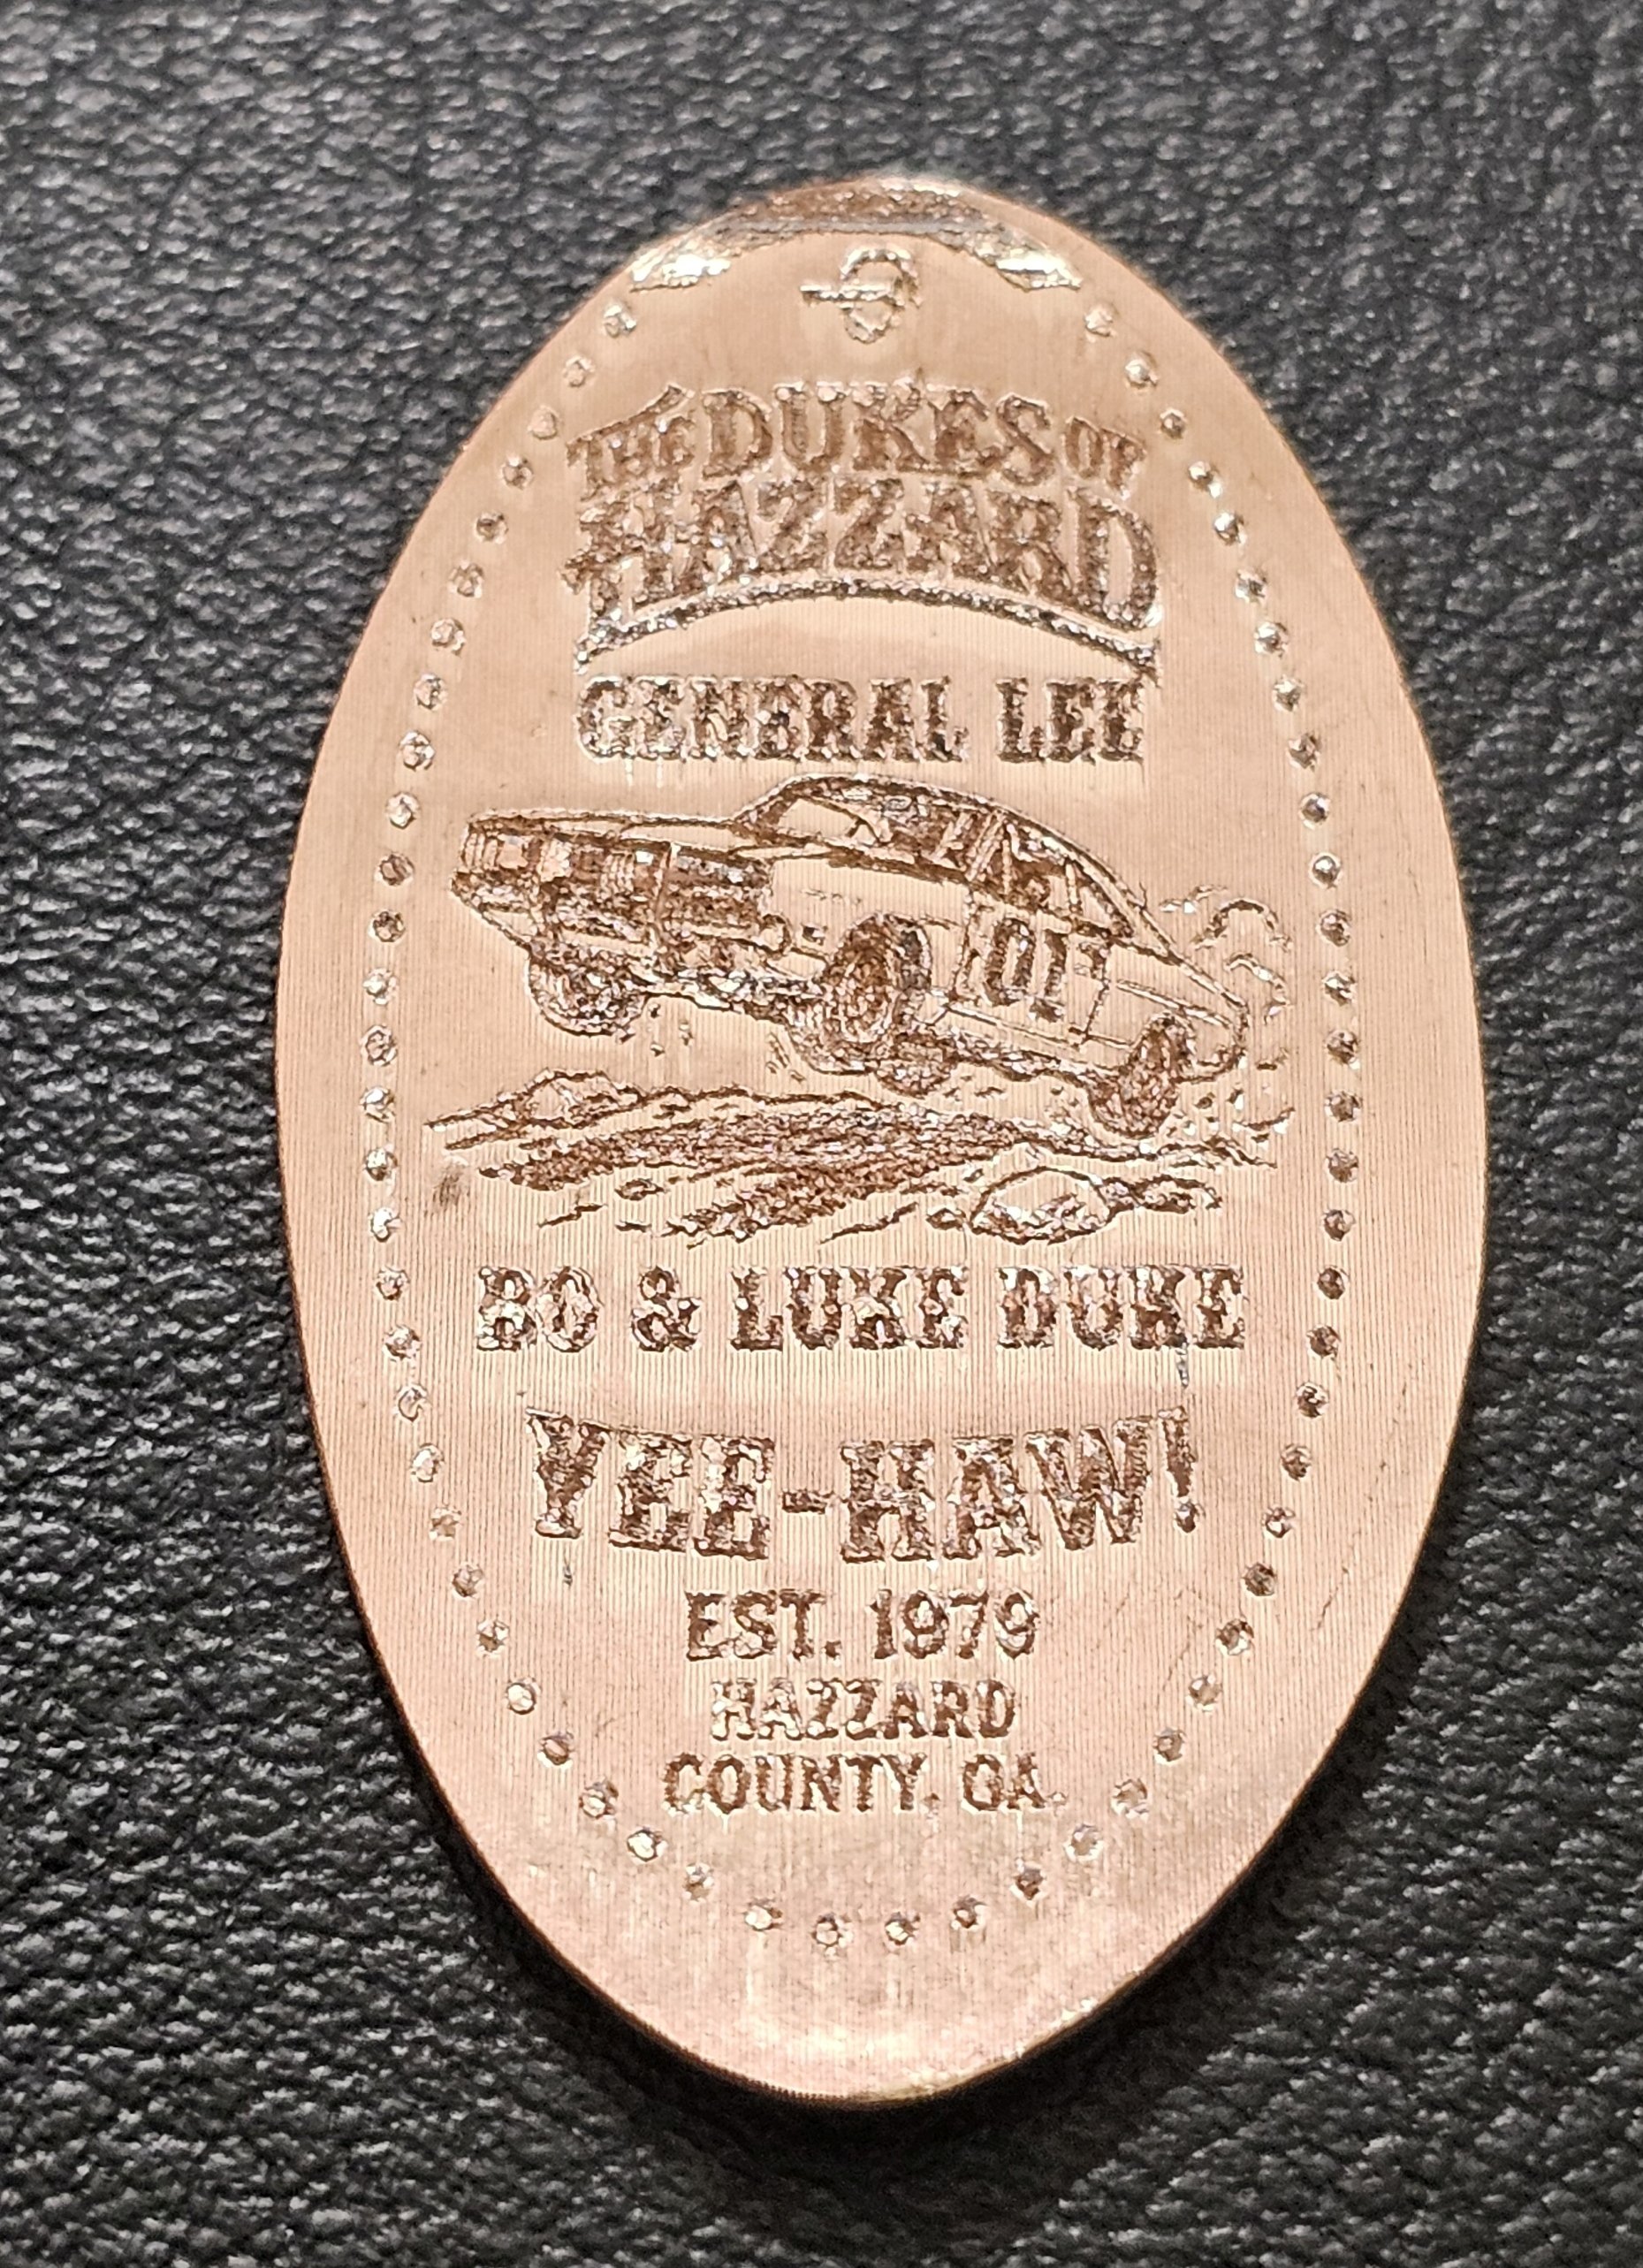 THE DUKES OF
HAZZARD
GENERAL LEE
01
BO & LUKE DUKE
YEE-HAW!
EST. 1979
HAZZARD
COUNTY, GA.